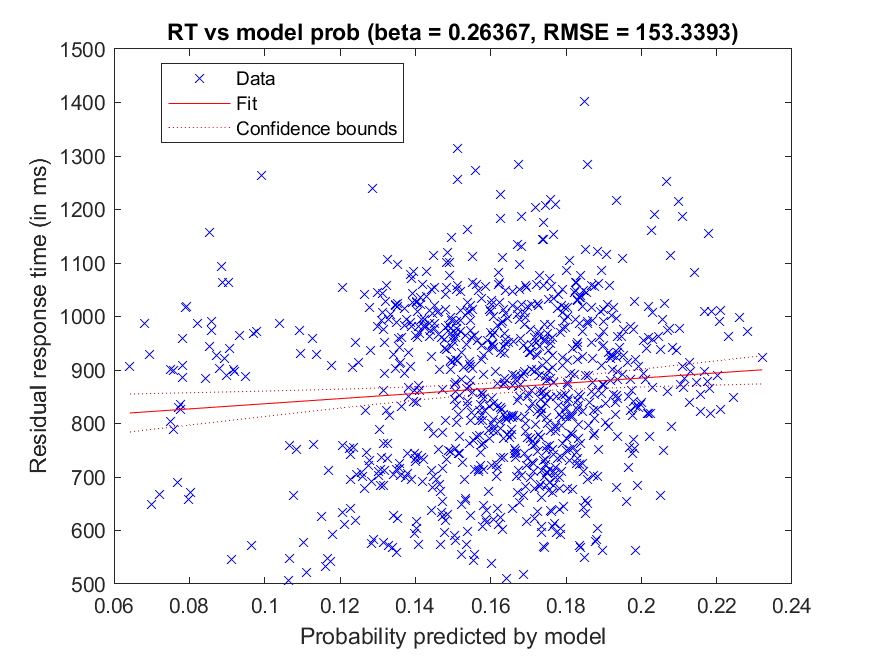 RT vs model prob (beta = 0.26367, RMSE = 153.3393)
1500
1400
1300
1200
1100
1000
900
800
700
600
500
Residual response time (in ms)
Data
Fit
Confidence bounds
0.06 0.08 0.1 0.12 0.14 0.16 0.18 0.2 0.22 0.24
Probability predicted by model